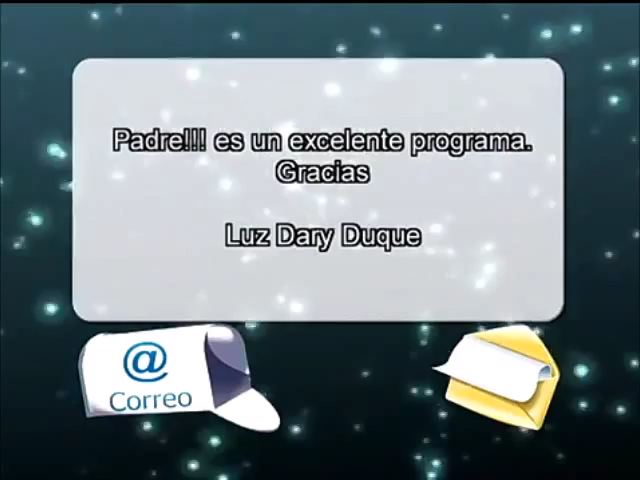 Padre!!! es un excelente programa.
Gracias
Luz Dary Duque
@
Correo